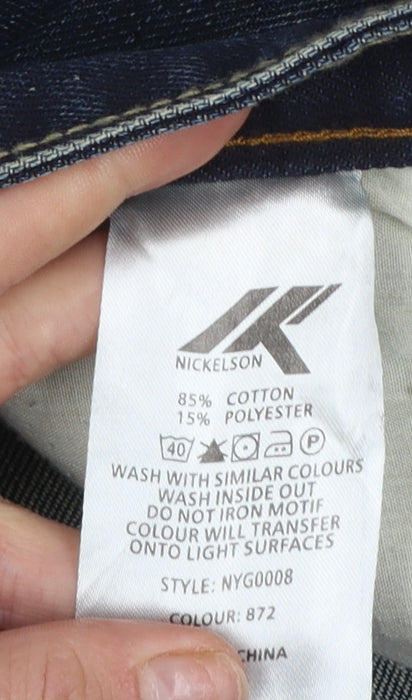 NICKELSON
85% COTTON
15% POLYESTER
40 P
WASH WITH SIMILAR COLOURS
WASH INSIDE OUT
DO NOT IRON MOTIF
COLOUR WILL TRANSFER
ONTO LIGHT SURFACES
STYLE: NYG0008
COLOUR: 872
CHINA